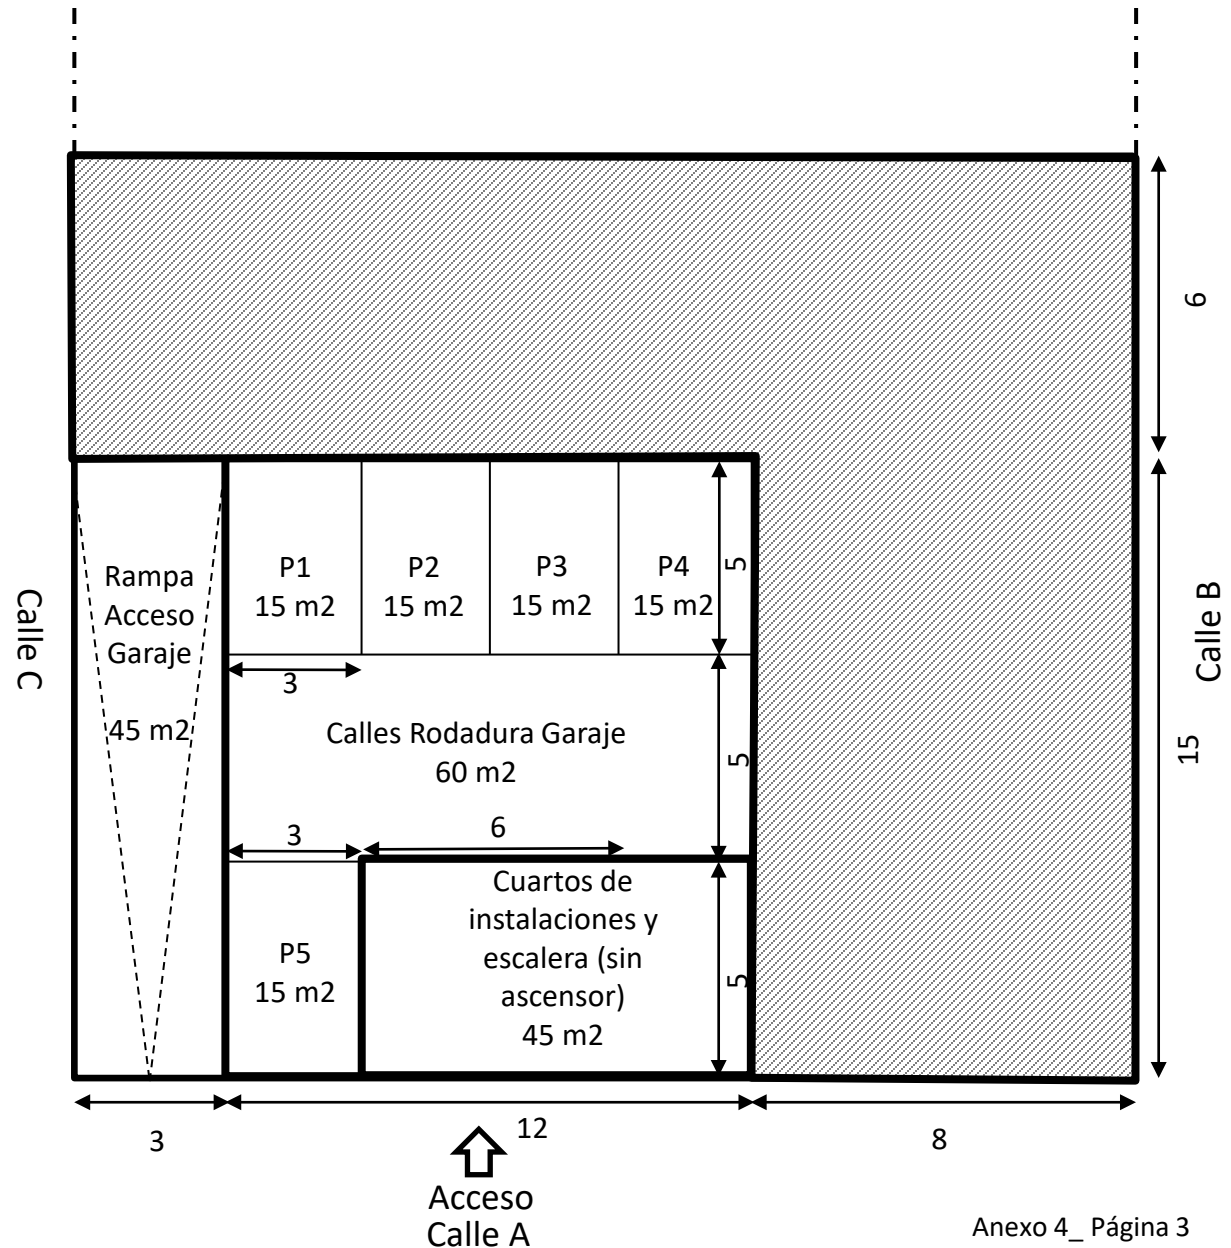 6
Rampa
Acceso
Garaje
45 m2
P1
15 m2
P2
15 m2
P3
15 m2
P4
15 m2
5
Calle C
Calle B
3
Calles Rodadura Garaje
60 m2
5
15
3
6
P5
15 m2
Cuartos de
instalaciones y
escalera (sin
ascensor)
45 m2
5
3
12
8
Acceso
Calle A
Anexo 4_ Página 3